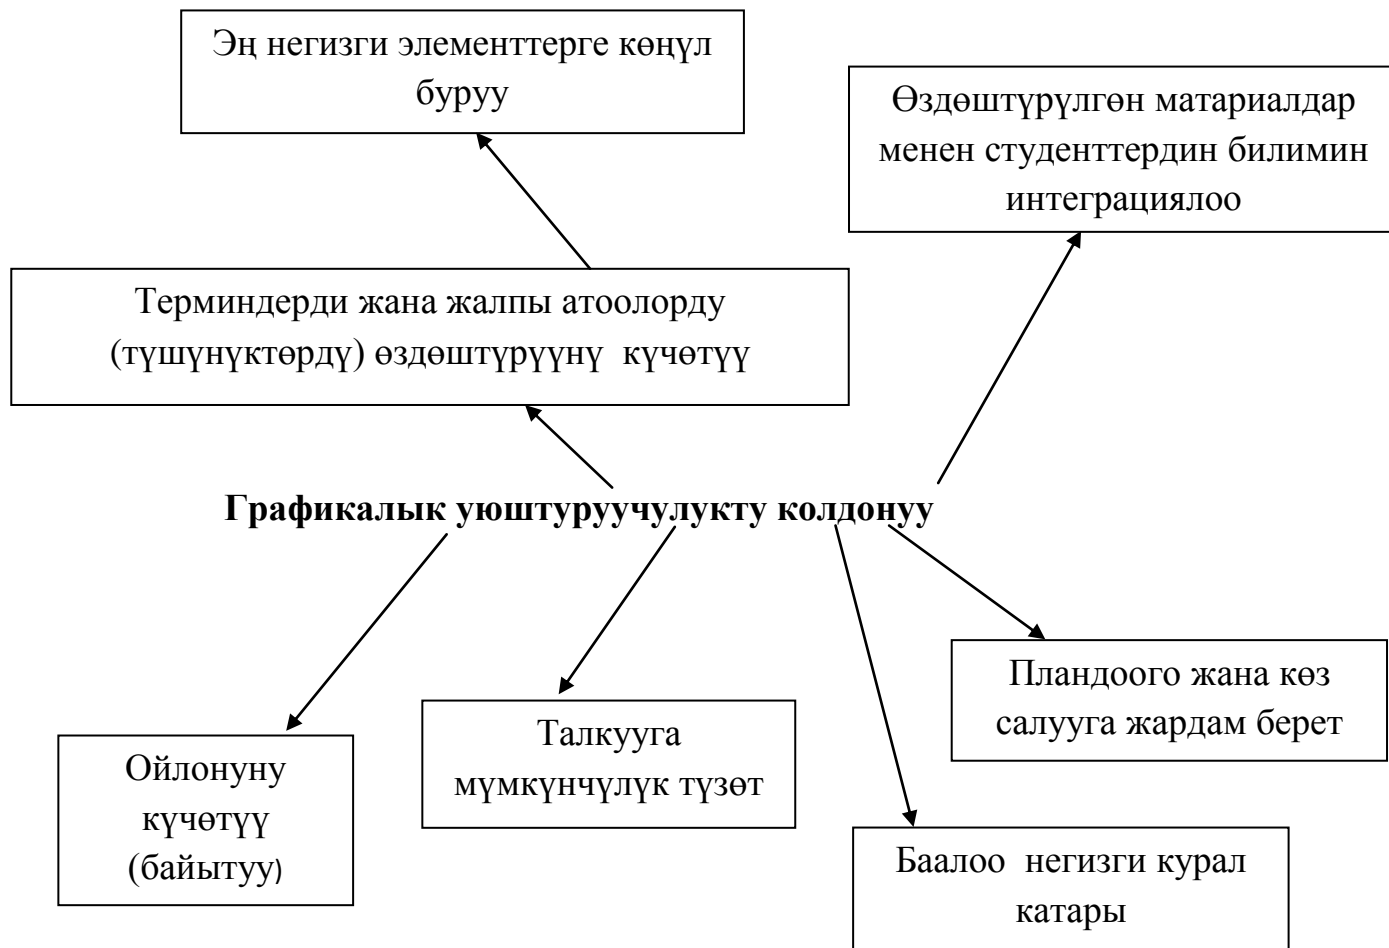 Эң негизги элементтерге көңүл
буруу
Өздөштүрүлгөн матариалдар
менен студенттердин билимин
интеграциялоо
Терминдерди жана жалпы атоолорду
(түшүнүктөрдү) өздөштүрүүнү күчөтүү
Графикалык уюштуруучулукту колдонуу
Пландоого жана көз
салууга жардам берет
Талкууга
мүмкүнчүлүк түзөт
Ойлонуну
күчөтүү
(байытуу)
Баалоо негизги курал
катары